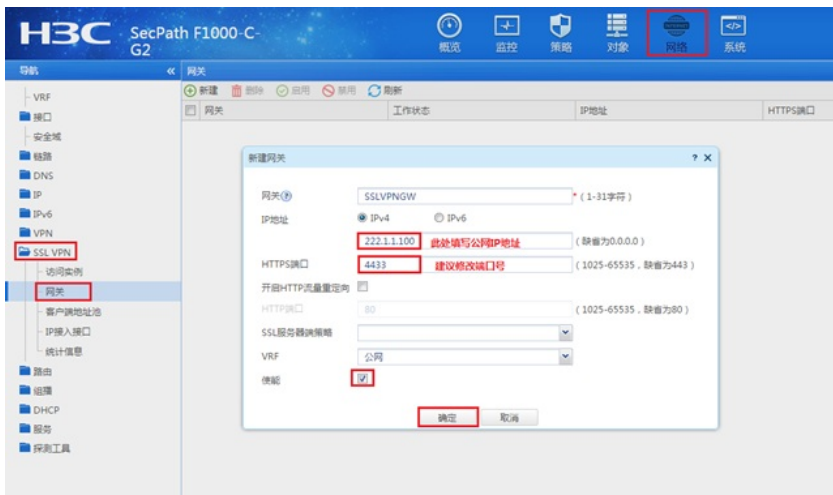 H3C SecPath F1000-C-G2
概览 监控 策略 对象 网络 系统
导航 « 网关
新建 删除 启用 禁用 刷新
网关 工作状态 IP地址 HTTPS端口
VRF
接口
安全域
链路
DNS
IP
IPv6
VPN
SSL VPN
访问实例
网关
客户端地址池
IP接入接口
统计信息
路由
组播
DHCP
服务
探测工具
新建网关 ? X
网关 ? SSLVPNGW * (1-31字符)
IP地址 IPv4 IPv6
222.1.1.100 此处填写公网IP地址 (缺省为0.0.0.0)
HTTPS端口 4433 建议修改端口号 (1025-65535，缺省为443)
开启HTTP流量重定向
HTTP端口 80 (1025-65535，缺省为80)
SSL服务器端策略
VRF 公网
使能
确定 取消